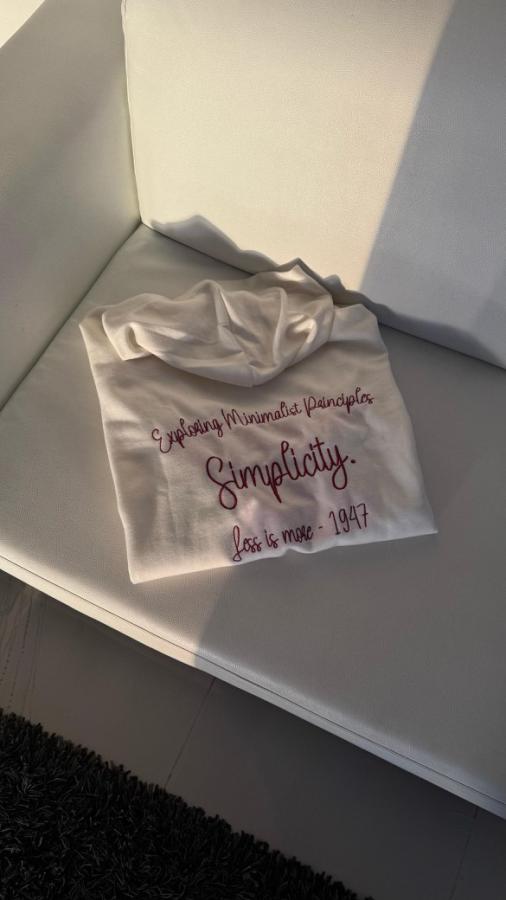 Exploring Minimalist Principles
Simplicity.
Less is more - 1947